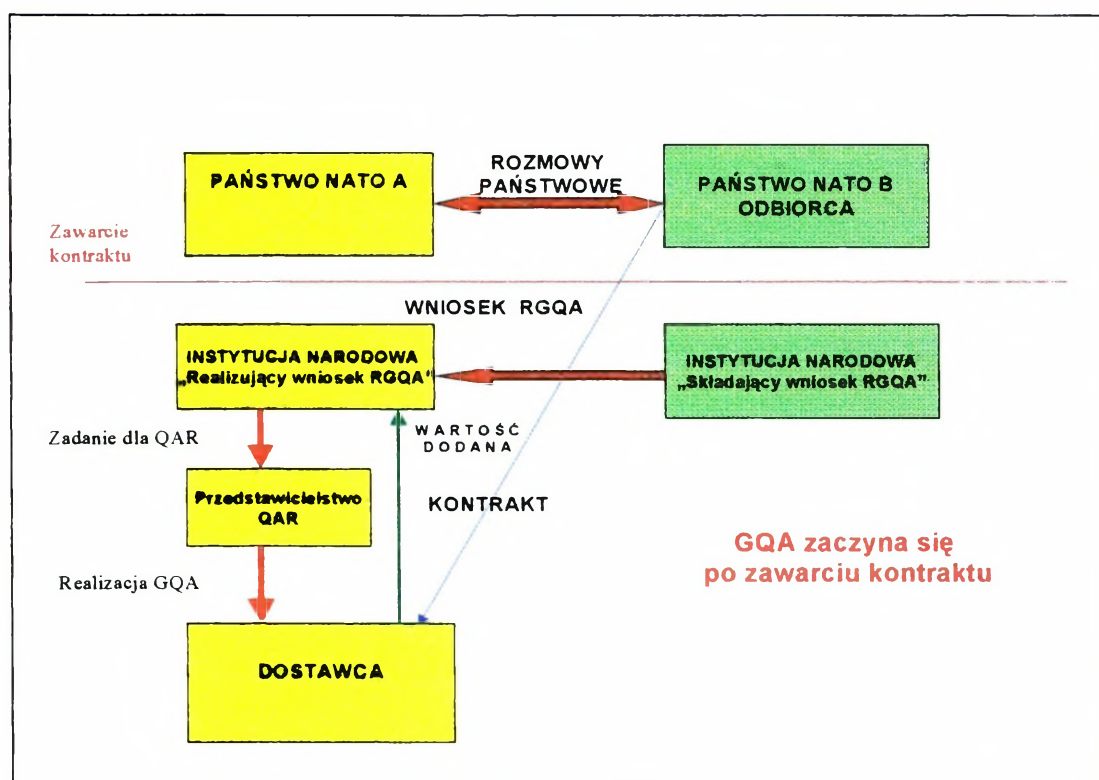 PAŃSTWO NATO A
ROZMOWY
PAŃSTWOWĘ
PAŃSTWO NATO B
ODBIORCA
Zawarcie
kontraktu
WNIOSEK RGQA
INSTYTUCJA NARODOWA
„Realizujący wniosek RGQA"
INSTYTUCJA NARODOWA
„Składający wniosek RGQA”
Zadanie dla QAR
WARTOŚĆ
DODANA
Przedstawicielstwo
QAR
KONTRAKT
GQA zaczyna się
po zawarciu kontraktu
Realizacja GQA
DOSTAWCA